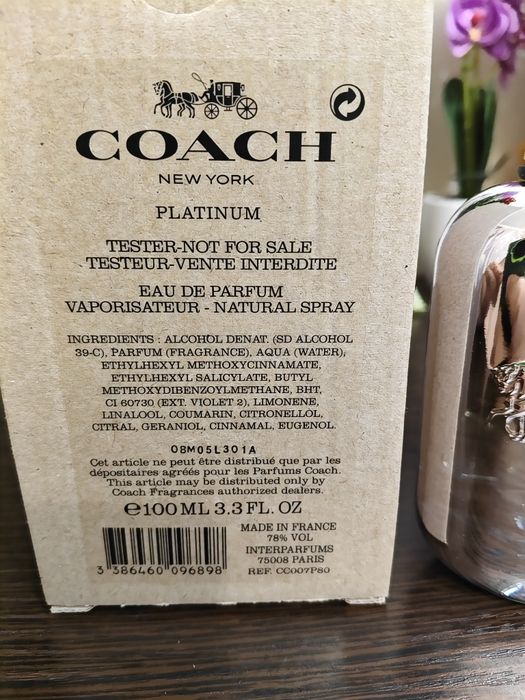 COACH
NEW YORK
PLATINUM
TESTER-NOT FOR SALE
TESTEUR-VENTE INTERDITE
EAU DE PARFUM
VAPORISATEUR - NATURAL SPRAY
INGREDIENTS : ALCOHOL DENAT. (SD ALCOHOL
39-C), PARFUM (FRAGRANCE), AQUA (WATER),
ETHYLHEXYL METHOXYCINNAMATE,
ETHYLHEXYL SALICYLATE, BUTYL
METHOXYDIBENZOYLMETHANE, BHT,
CI 60730 (EXT. VIOLET 2), LIMONENE,
LINALOOL, COUMARIN, CITRONELLOL,
CITRAL, GERANIOL, CINNAMAL, EUGENOL.
08M05L301A
Cet article ne peut être distribué que par les
dépositaires agréés pour les Parfums Coach.
This article may be distributed only by
Coach Fragrances authorized dealers.
℮100 ML 3.3 FL. OZ
MADE IN FRANCE
78% VOL
INTERPARFUMS
75008 PARIS
REF. CC007P80
3 386460 096898